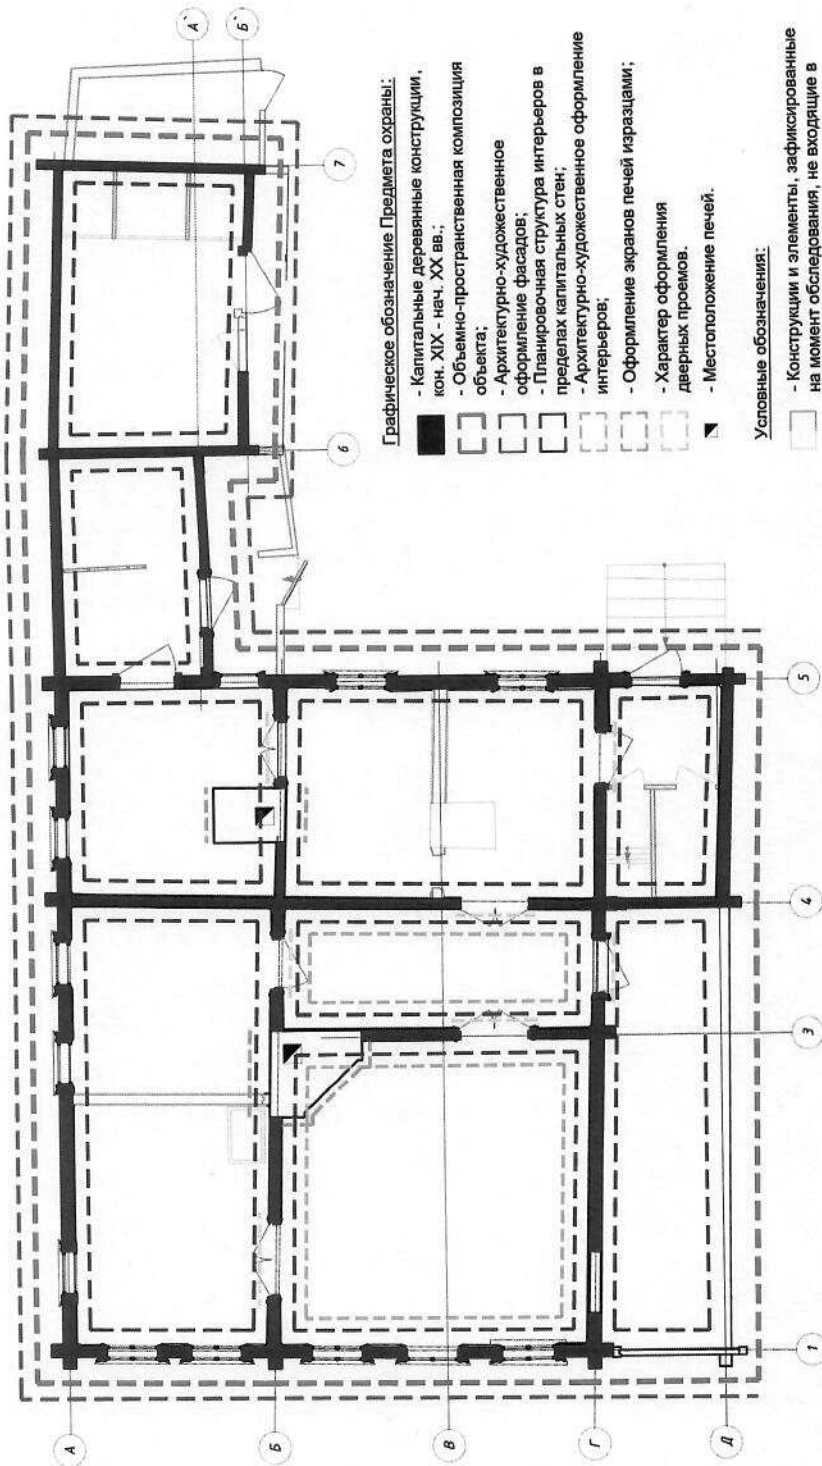 А`
Б`
7
6
5
4
3
1
А
Б
В
Г
Д
Графическое обозначение Предмета охраны:
- Капитальные деревянные конструкции,
кон. XIX - нач. XX вв.;
- Объемно-пространственная композиция
объекта;
- Архитектурно-художественное
оформление фасадов;
- Планировочная структура интерьеров в
пределах капитальных стен;
- Архитектурно-художественное оформление
интерьеров;
- Оформление экранов печей изразцами;
- Характер оформления
дверных проемов.
- Местоположение печей.
Условные обозначения:
- Конструкции и элементы, зафиксированные
на момент обследования, не входящие в